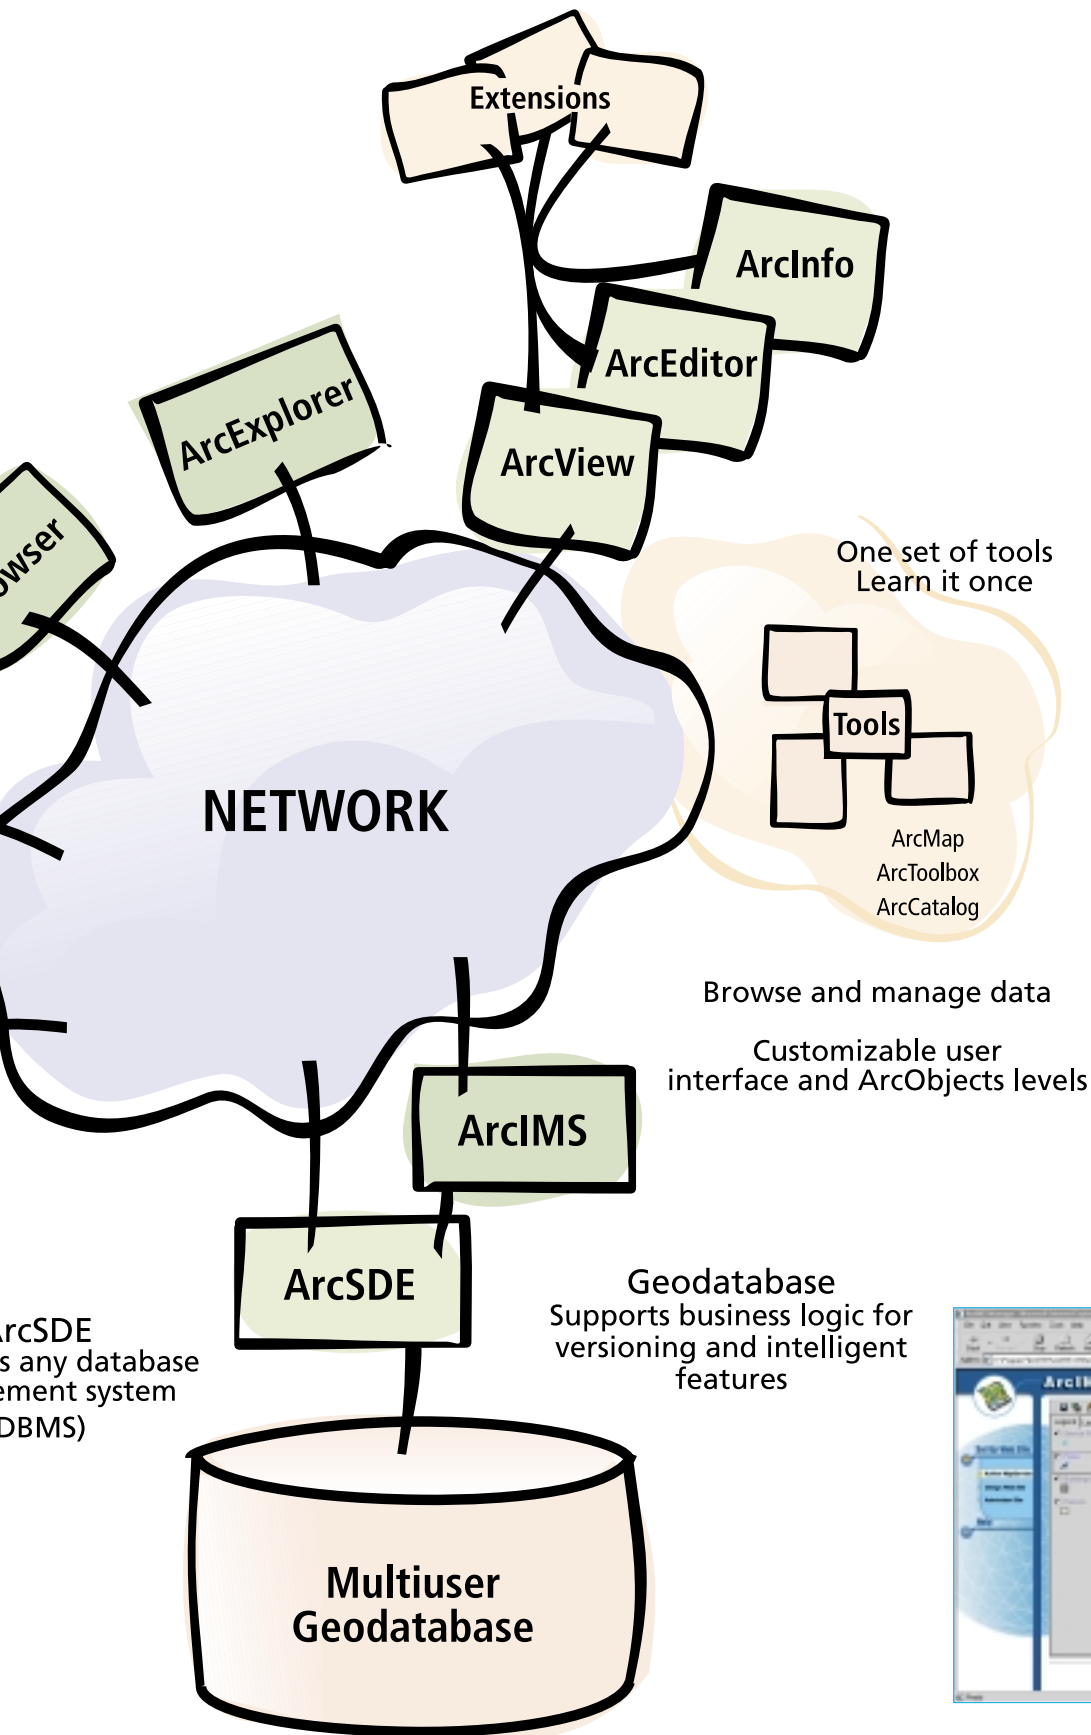 Extensions
ArcInfo
ArcEditor
ArcExplorer
ArcView
owser
One set of tools
Learn it once
Tools
NETWORK
ArcMap
ArcToolbox
ArcCatalog
Browse and manage data
Customizable user
interface and ArcObjects levels
ArcIMS
ArcSDE
Geodatabase
Supports business logic for
versioning and intelligent
features
ArcSDE
s any database
ement system
DBMS)
Multiuser
Geodatabase